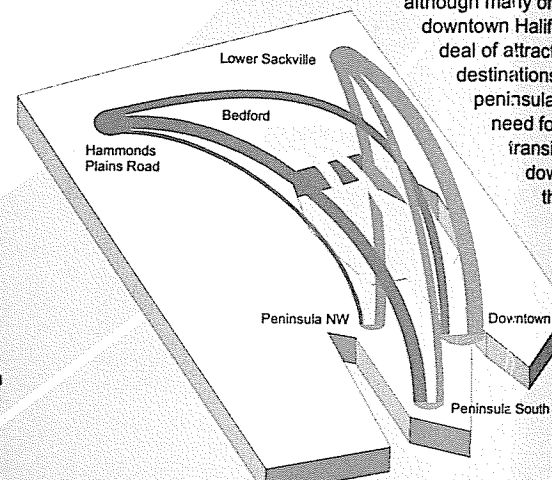 although many of
downtown Halif
deal of attract
destinations
peninsula
need fo
transi
dow
th
Lower Sackville
Bedford
Hammonds
Plains Road
Peninsula NW
Downtown
Peninsula South